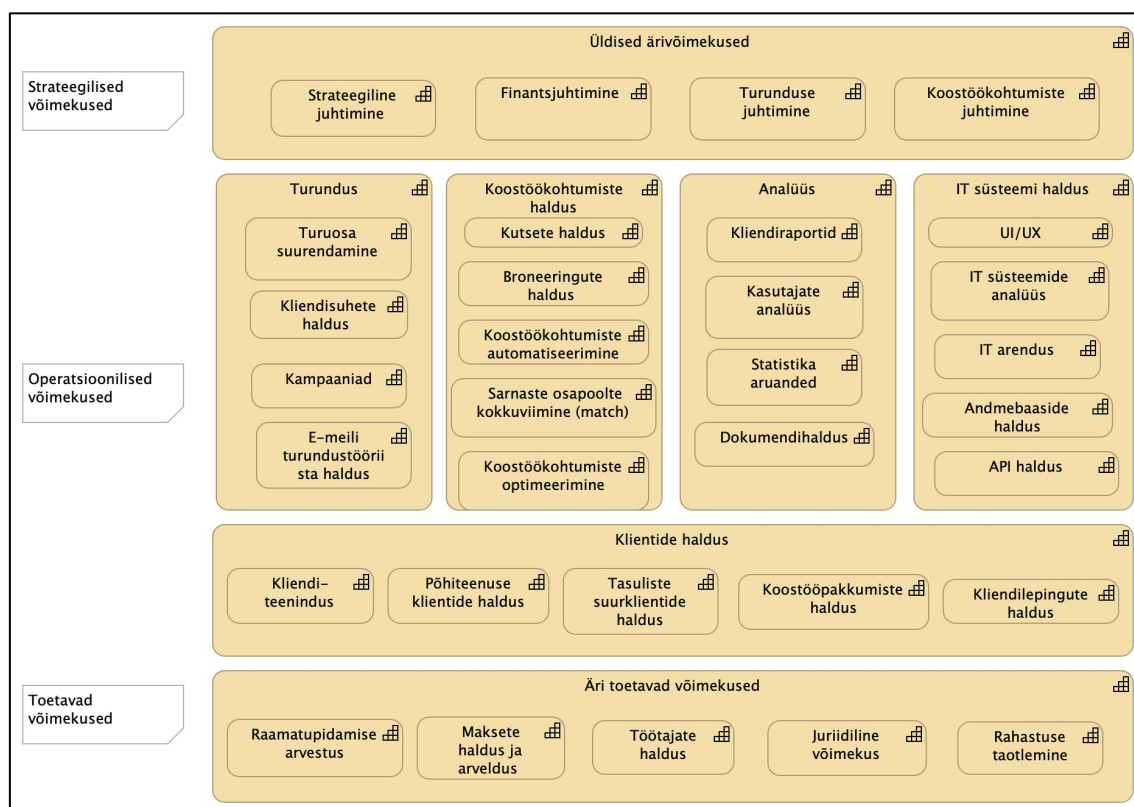 Üldised ärivõimekused
Strateegilised
võimekused
Strateegiline
juhtimine
Finantsjuhtimine
Turunduse
juhtimine
Koostöökohtumiste
juhtimine
Operatsioonilised
võimekused
Turundus
Turuosa
suurendamine
Kliendisuhete
haldus
Kampaaniad
E-meili
turundustöörii
sta haldus
Koostöökohtumiste
haldus
Kutsete haldus
Broneeringute
haldus
Koostöökohtumiste
automatiseerimine
Sarnaste osapoolte
kokkuviimine (match)
Koostöökohtumiste
optimeerimine
Analüüs
Kliendiraportid
Kasutajate
analüüs
Statistika
aruanded
Dokumendihaldus
IT süsteemi haldus
UI/UX
IT süsteemide
analüüs
IT arendus
Andmebaaside
haldus
API haldus
Klientide haldus
Kliendi-
teenindus
Põhiteenuse
klientide haldus
Tasuliste
suurklientide
haldus
Koostööpakkumiste
haldus
Kliendilepingute
haldus
Toetavad
võimekused
Äri toetavad võimekused
Raamatupidamise
arvestus
Maksete
haldus ja
arveldus
Töötajate
haldus
Juriidiline
võimekus
Rahastuse
taotlemine